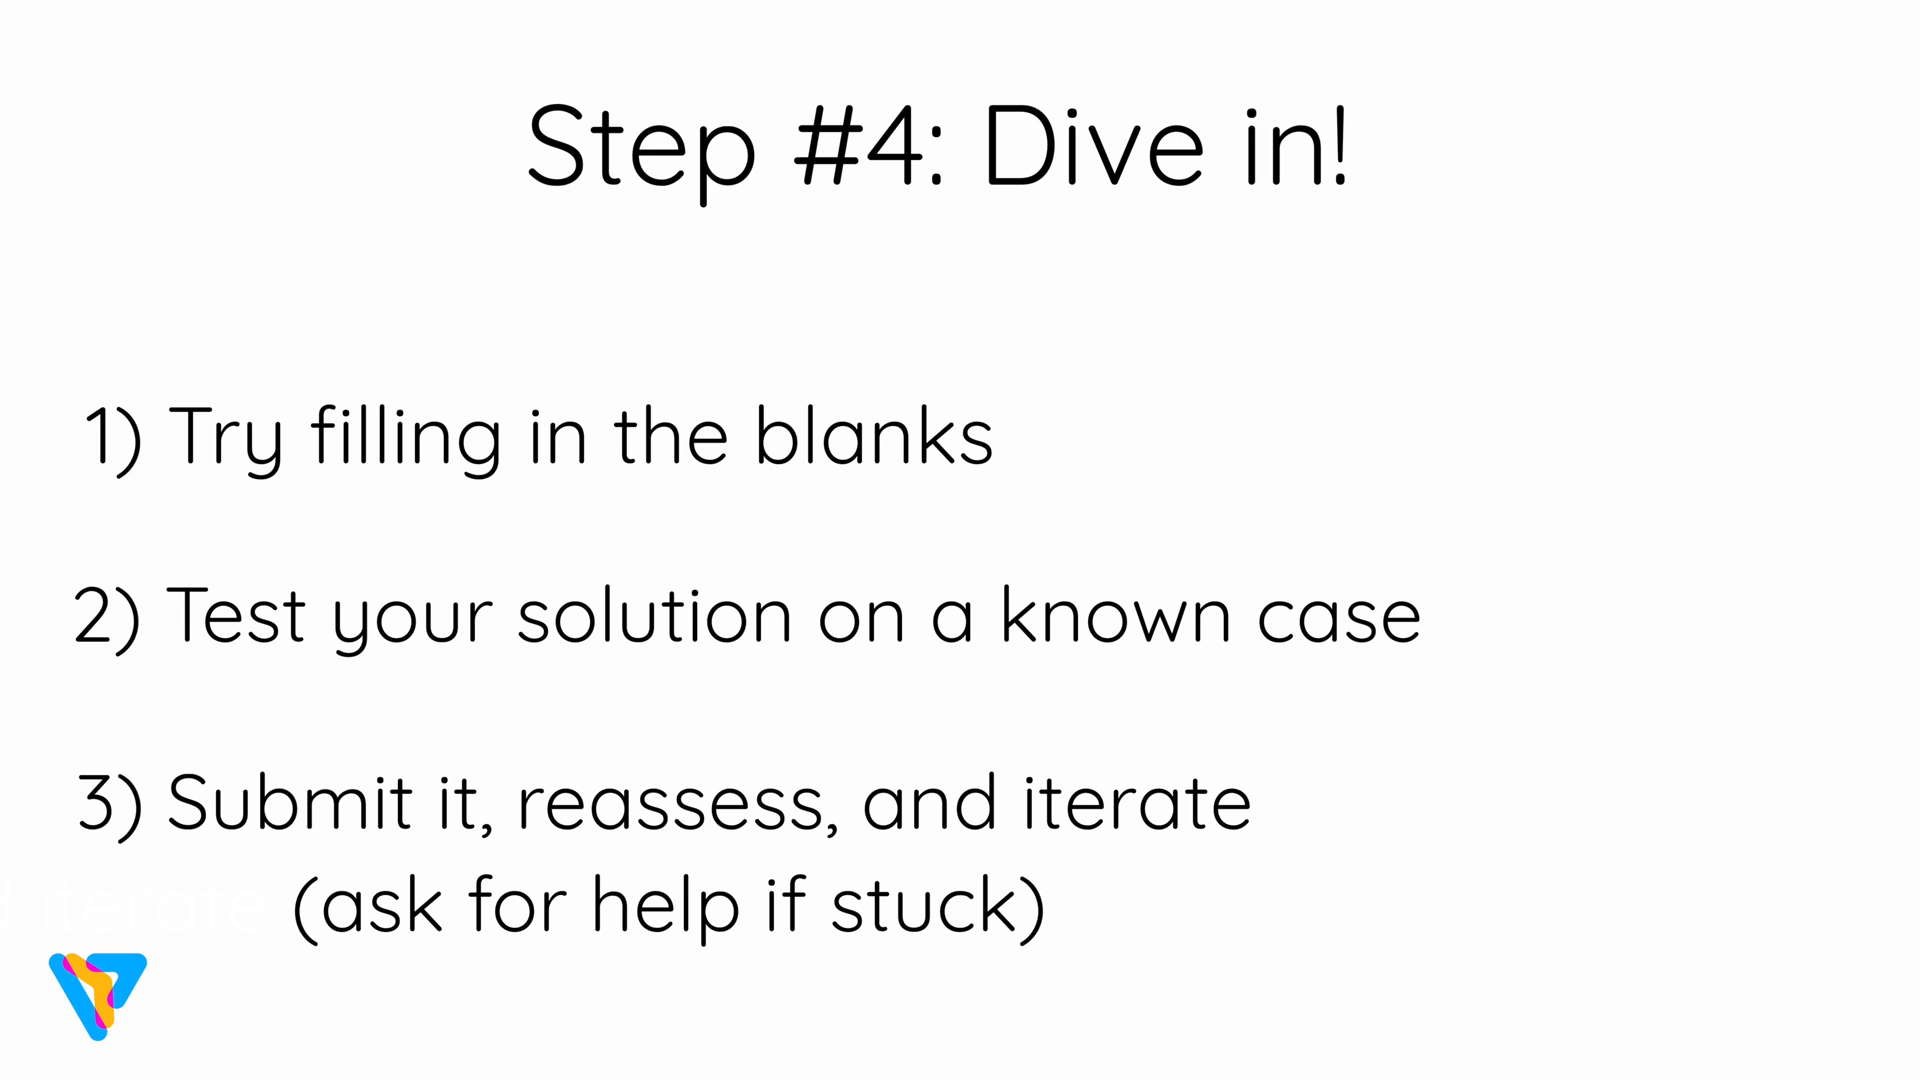 Step #4: Dive in!
1) Try filling in the blanks
2) Test your solution on a known case
3) Submit it, reassess, and iterate
d iterate (ask for help if stuck)